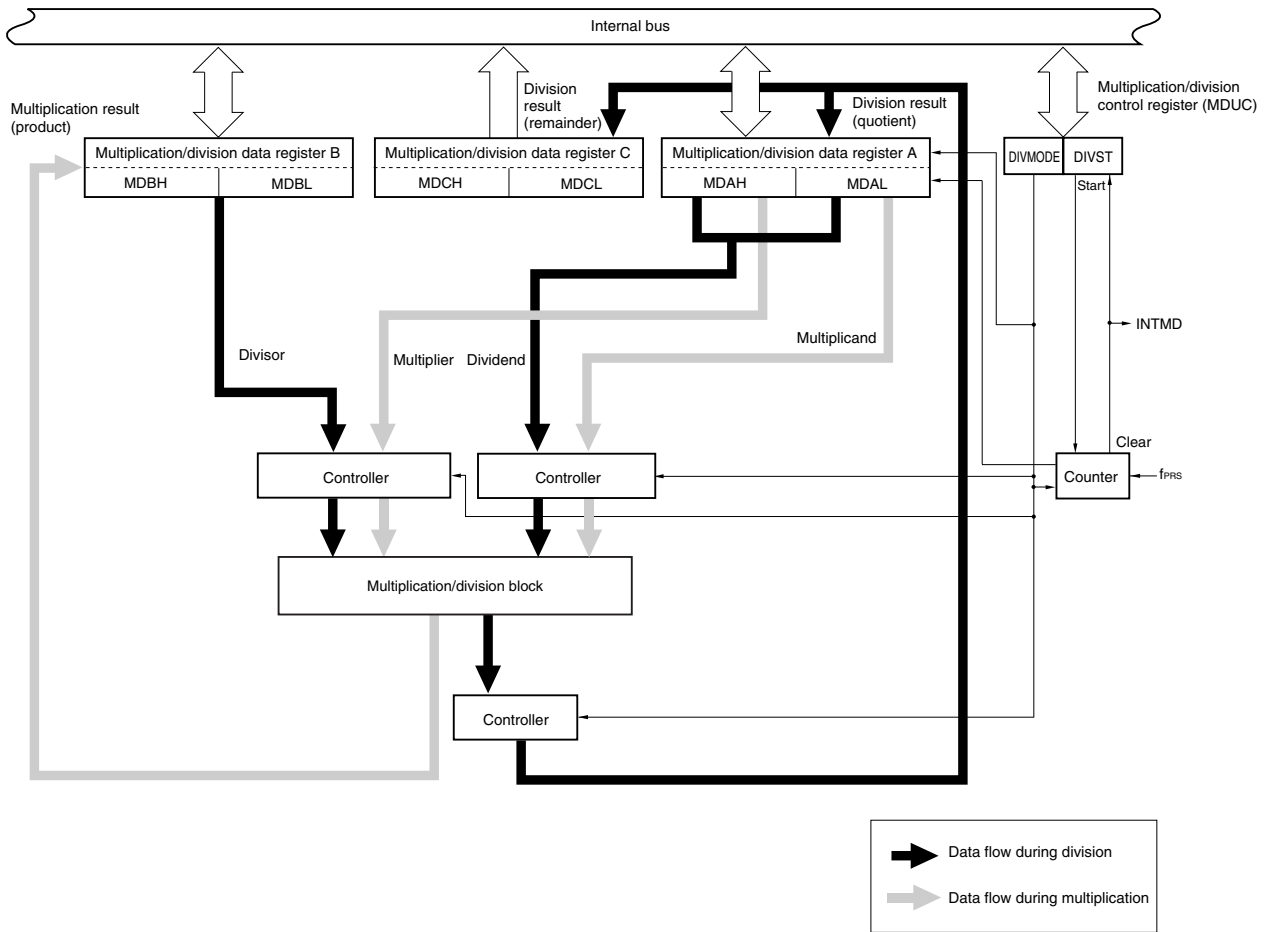 Internal bus
Multiplication result
(product)
Division
result
(remainder)
Division result
(quotient)
Multiplication/division
control register (MDUC)
Multiplication/division data register B
MDBH
MDBL
Multiplication/division data register C
MDCH
MDCL
Multiplication/division data register A
MDAH
MDAL
DIVMODE
DIVST
Start
INTMD
Divisor
Multiplier
Dividend
Multiplicand
Clear
Controller
Controller
Counter
fPRS
Multiplication/division block
Controller
Data flow during division
Data flow during multiplication